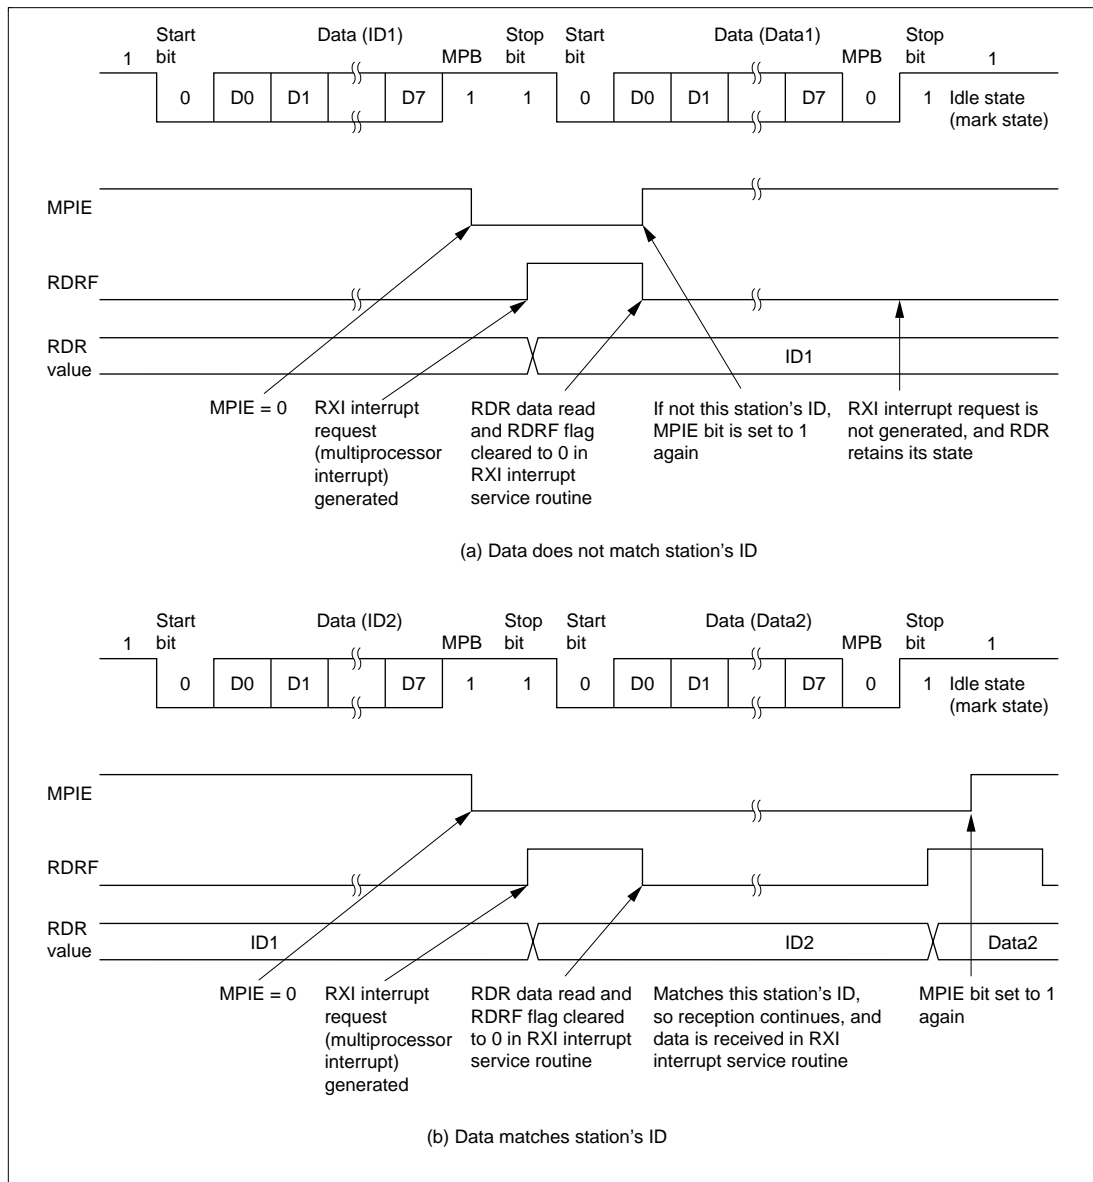 Start bit Data (ID1) MPB Stop bit Start bit Data (Data1) MPB Stop bit
1 1
0 D0 D1 D7 1 1 0 D0 D1 D7 0 1 Idle state (mark state)
MPIE
RDRF
RDR value
ID1
MPIE = 0
RXI interrupt
request
(multiprocessor
interrupt)
generated
RDR data read
and RDRF flag
cleared to 0 in
RXI interrupt
service routine
If not this station's ID,
MPIE bit is set to 1
again
RXI interrupt request is
not generated, and RDR
retains its state
(a) Data does not match station's ID
Start bit Data (ID2) MPB Stop bit Start bit Data (Data2) MPB Stop bit
1 1
0 D0 D1 D7 1 1 0 D0 D1 D7 0 1 Idle state (mark state)
MPIE
RDRF
RDR value
ID1 ID2 Data2
MPIE = 0
RXI interrupt
request
(multiprocessor
interrupt)
generated
RDR data read and
RDRF flag cleared
to 0 in RXI interrupt
service routine
Matches this station's ID,
so reception continues, and
data is received in RXI
interrupt service routine
MPIE bit set to 1
again
(b) Data matches station's ID